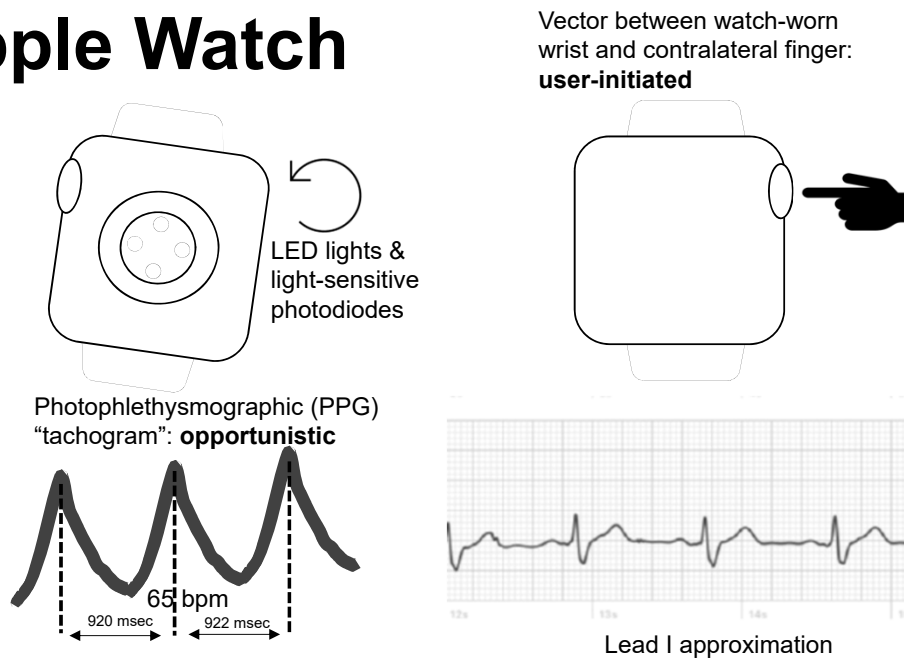 pple Watch
Vector between watch-worn
wrist and contralateral finger:
user-initiated
LED lights &
light-sensitive
photodiodes
Photophlethysmographic (PPG)
“tachogram”: opportunistic
65 bpm
920 msec
922 msec
12s
13s
14s
Lead I approximation